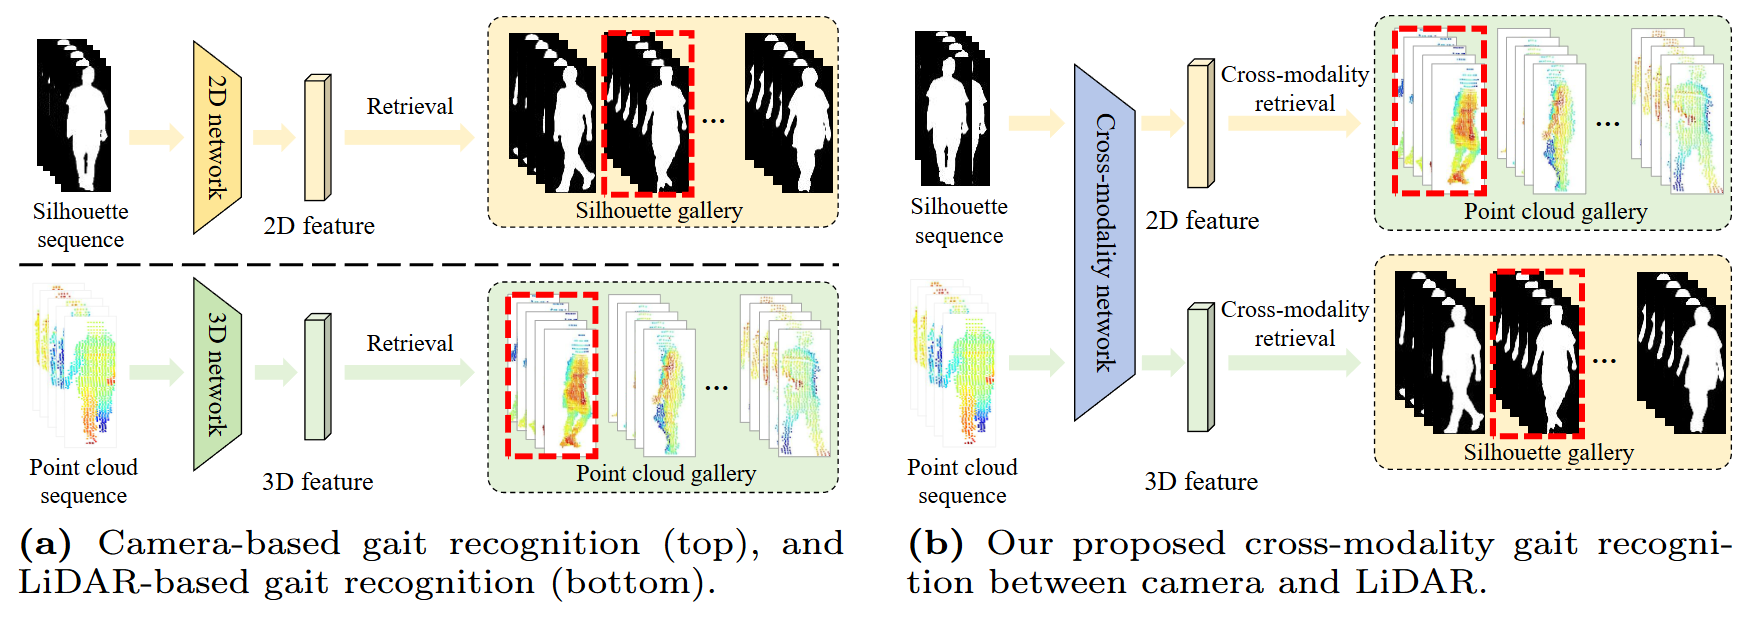 Silhouette
sequence
2D network
2D feature
Retrieval
...
Silhouette gallery
Point cloud
sequence
3D network
3D feature
Retrieval
...
Point cloud gallery
(a) Camera-based gait recognition (top), and
LiDAR-based gait recognition (bottom).
Silhouette
sequence
Point cloud
sequence
Cross-modality network
2D feature
Cross-modality
retrieval
...
Point cloud gallery
3D feature
Cross-modality
retrieval
...
Silhouette gallery
(b) Our proposed cross-modality gait recogni-
tion between camera and LiDAR.